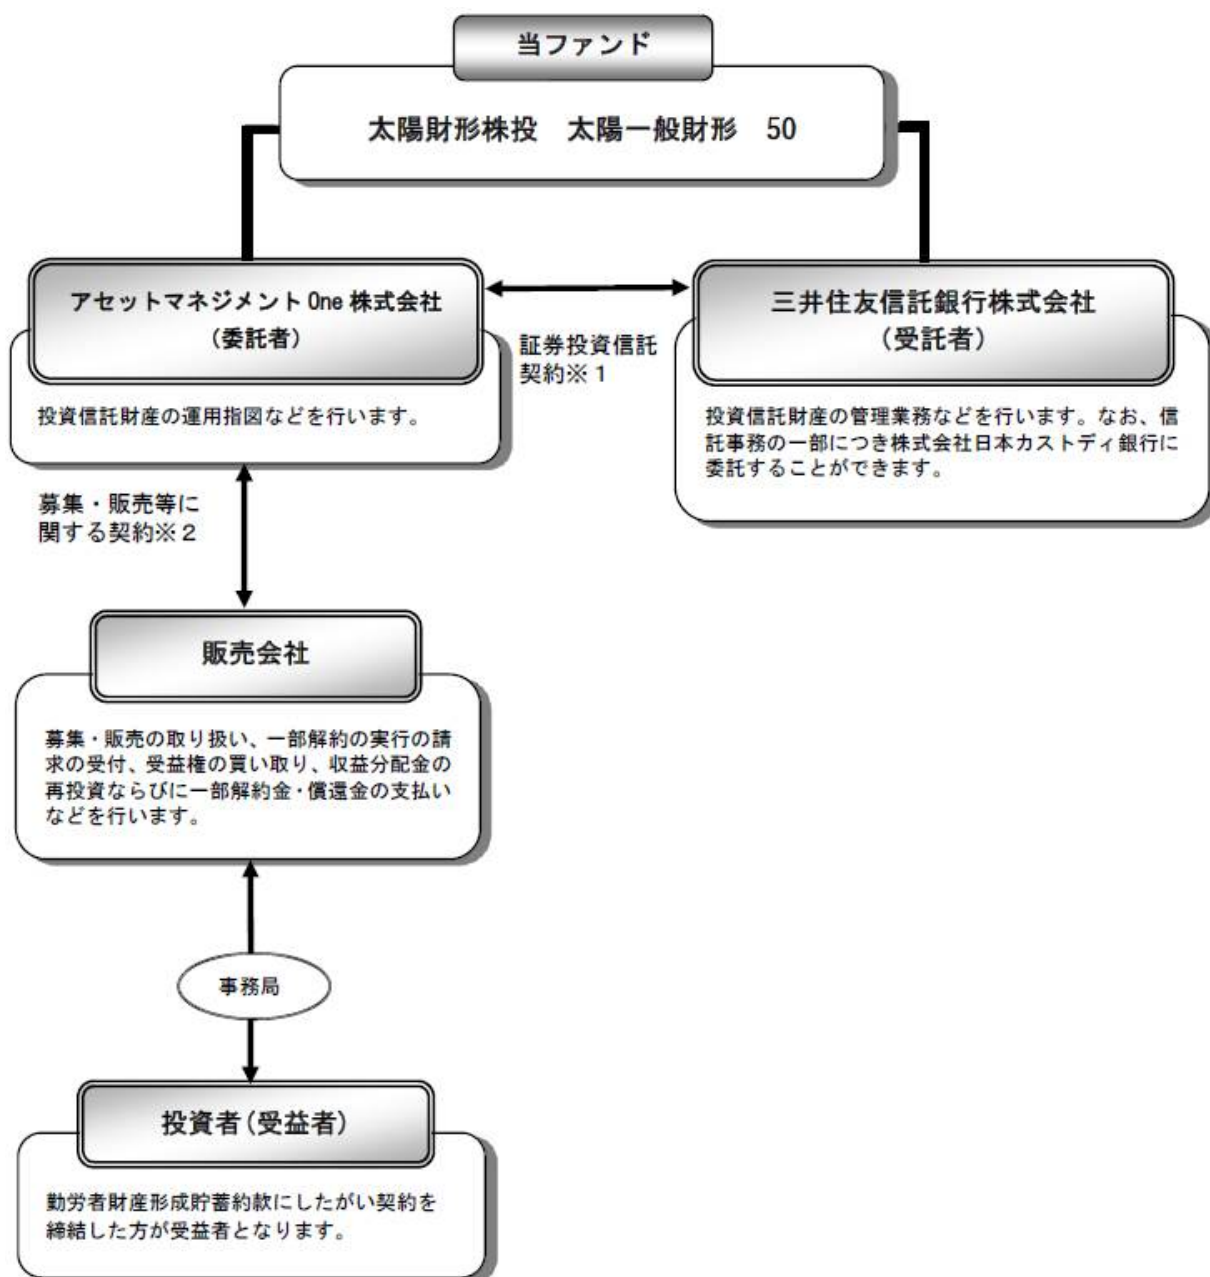 当ファンド
太陽財形株投　太陽一般財形　50
アセットマネジメント One 株式会社
（委託者）
投資信託財産の運用指図などを行います。
証券投資信託
契約※１
三井住友信託銀行株式会社
（受託者）
投資信託財産の管理業務などを行います。なお、信
託事務の一部につき株式会社日本カストディ銀行に
委託することができます。
募集・販売等に
関する契約※２
販売会社
募集・販売の取り扱い、一部解約の実行の請
求の受付、受益権の買い取り、収益分配金の
再投資ならびに一部解約金・償還金の支払い
などを行います。
事務局
投資者（受益者）
勤労者財産形成貯蓄約款にしたがい契約を
締結した方が受益者となります。